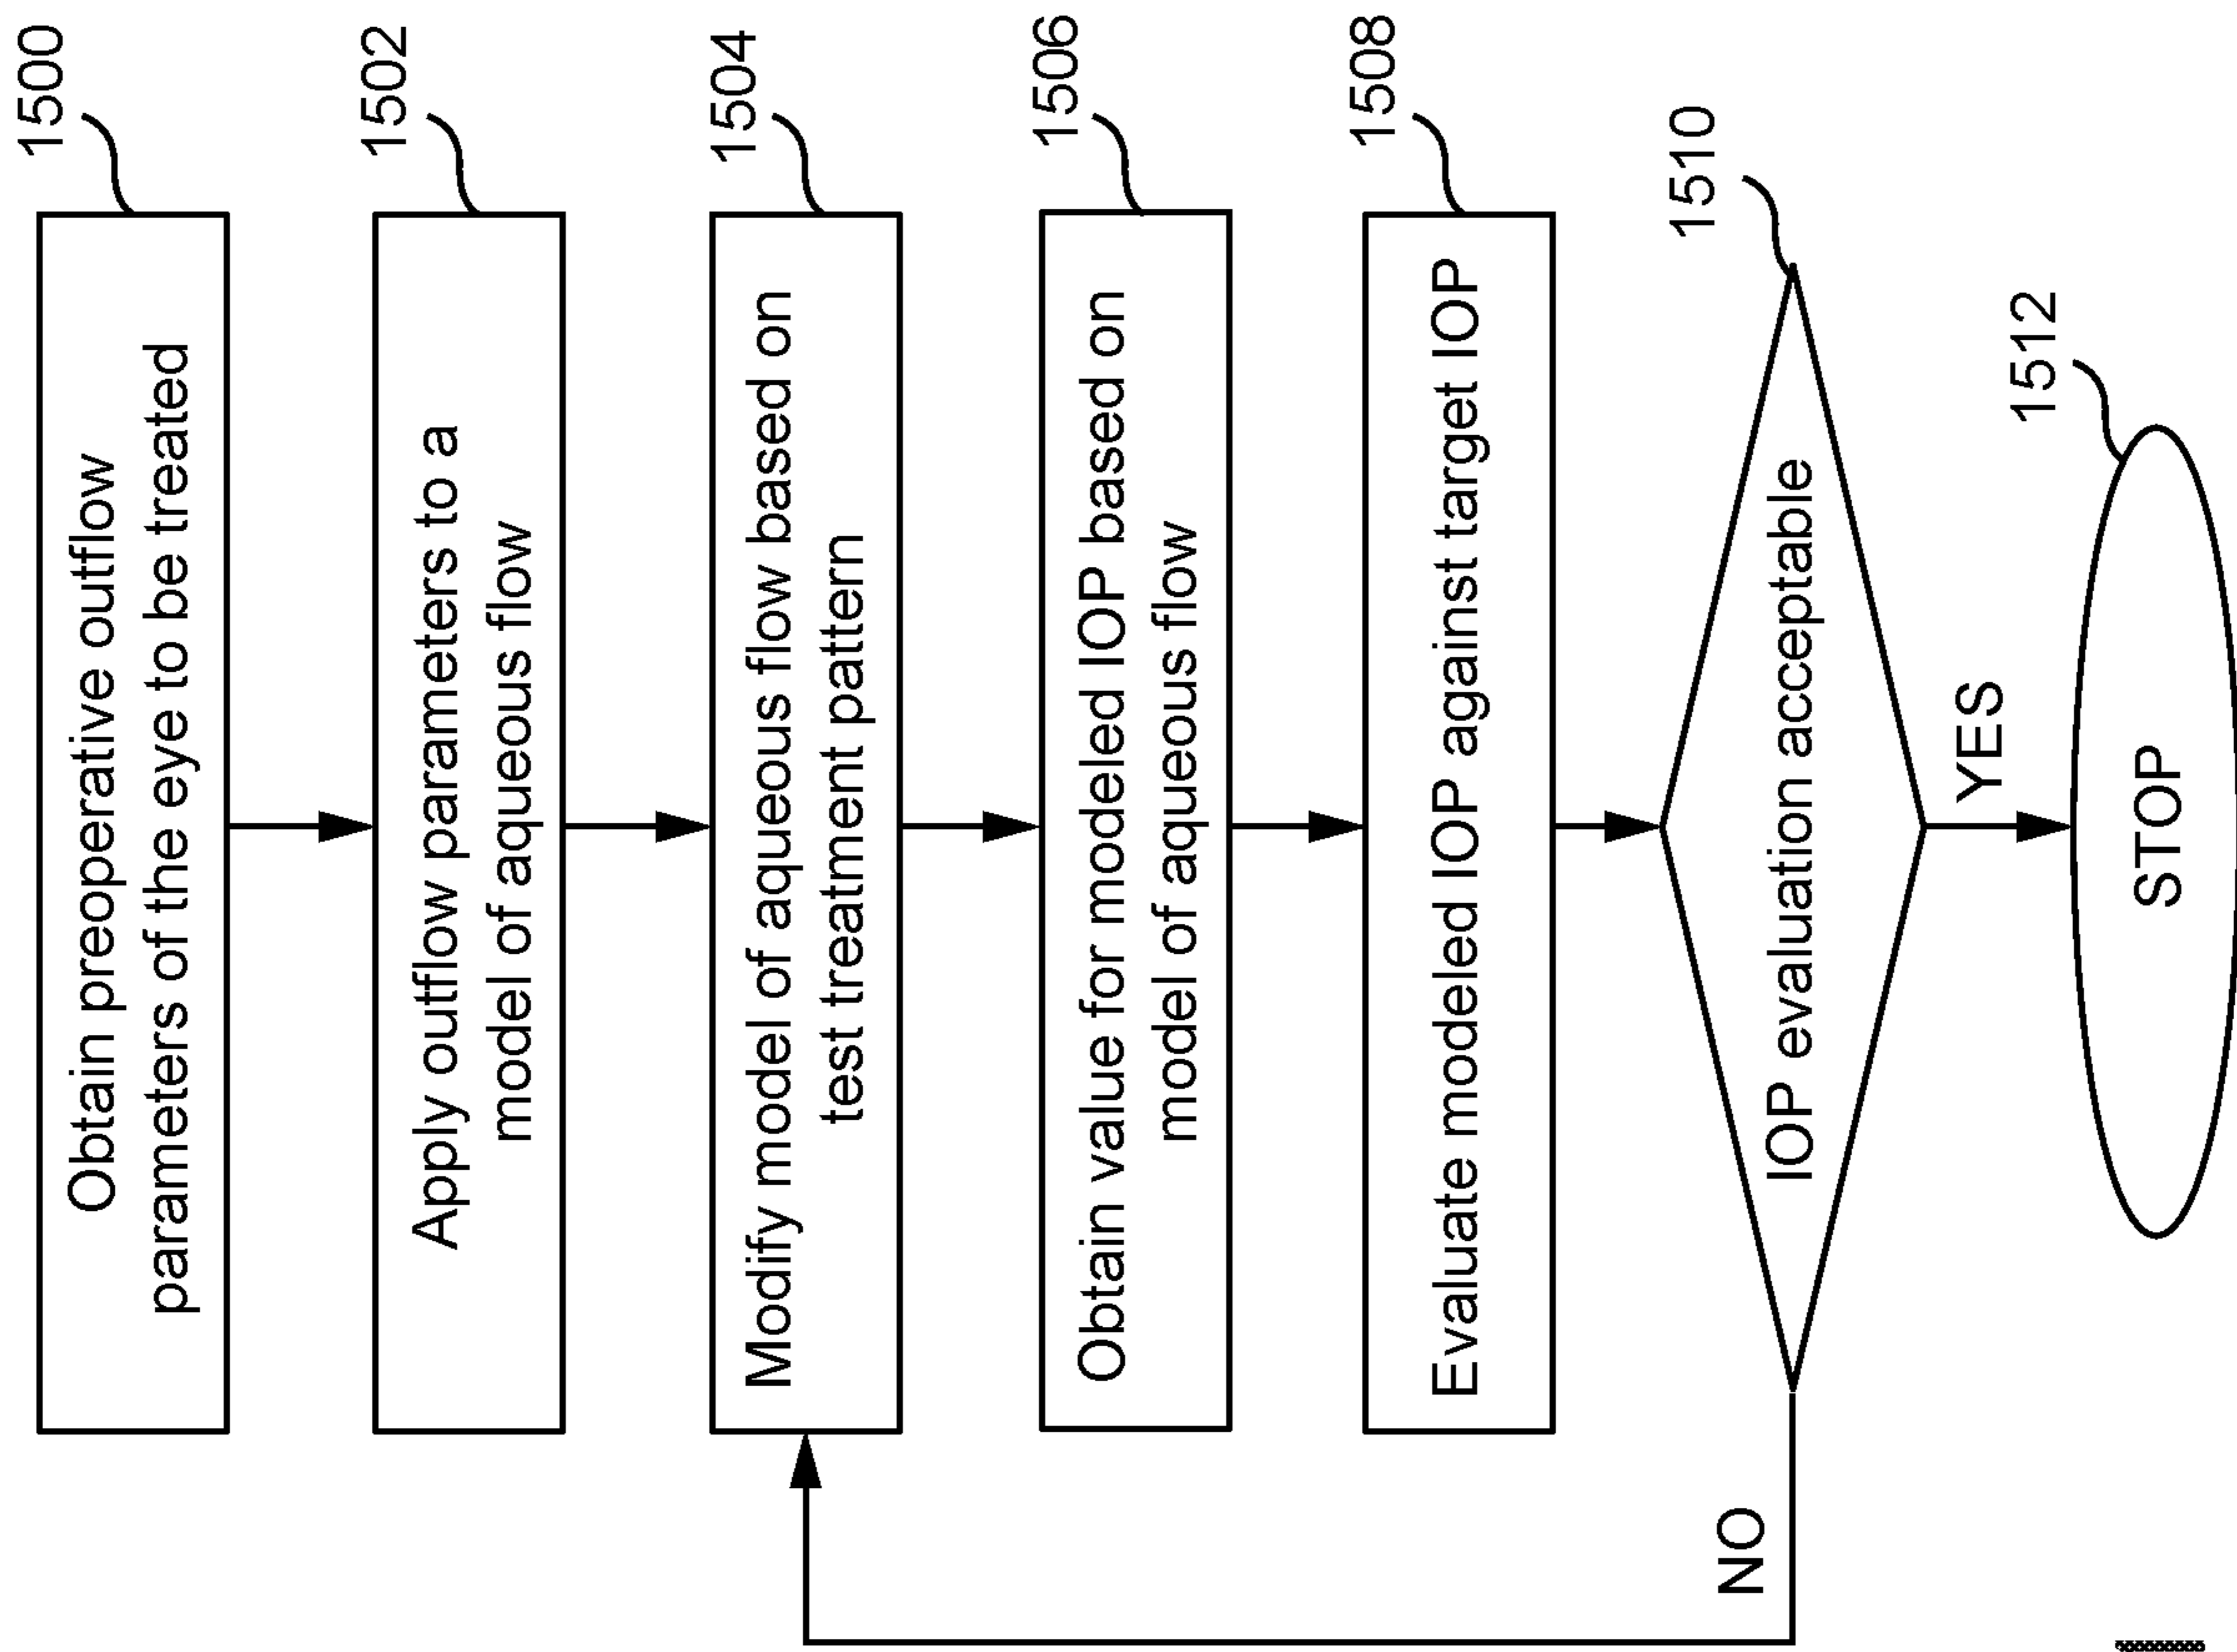 1500
Obtain preoperative outflow
parameters of the eye to be treated
1502
Apply outflow parameters to a
model of aqueous flow
1504
Modify model of aqueous flow based on
test treatment pattern
1506
Obtain value for modeled IOP based on
model of aqueous flow
1508
Evaluate modeled IOP against target IOP
1510
IOP evaluation acceptable
NO
YES
1512
STOP